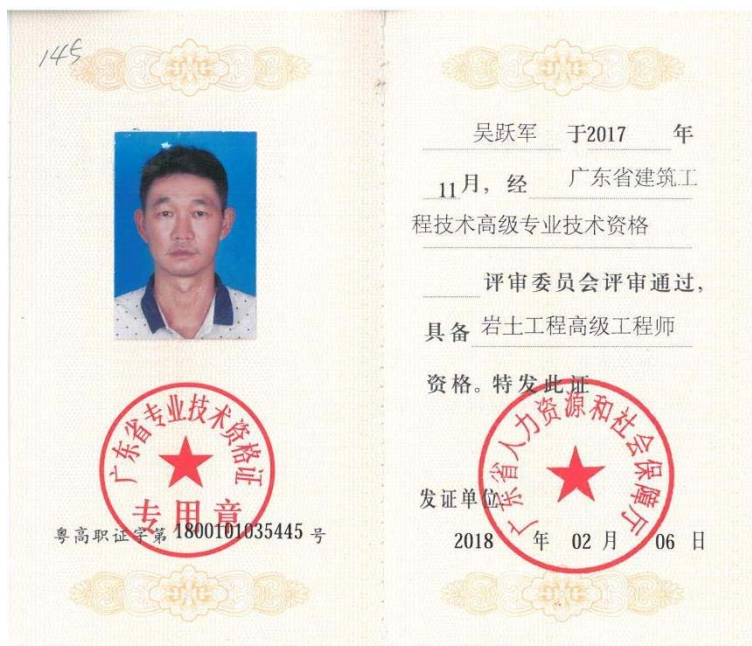 145
广东省专业技术资格证
专用章
粤高职证字第 1800101035445 号
吴跃军 于2017 年
11月，经 广东省建筑工
程技术高级专业技术资格
评审委员会评审通过，
具备 岩土工程高级工程师
资格。特发此证
广东省人力资源和社会保障厅
发证单位
2018 年 02 月 06 日